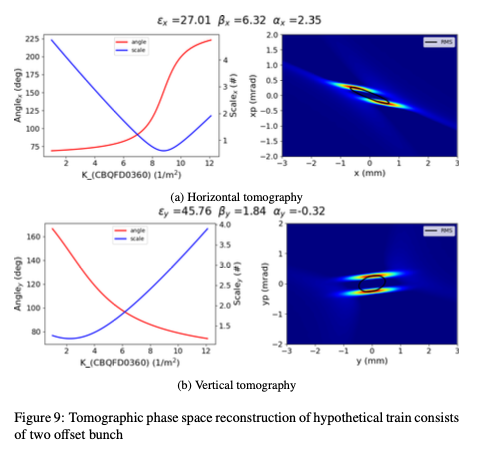 εx =27.01 βx =6.32 αx =2.35
225
200
175
150
125
100
75
Anglex (deg)
angle
scale
4
3
2
1
Scalex (#)
2 4 6 8 10 12
K_(CBQFD0360) (1/m²)
2.0
1.5
1.0
0.5
0.0
−0.5
−1.0
−1.5
−2.0
xp (mrad)
RMS
−3 −2 −1 0 1 2 3
x (mm)
(a) Horizontal tomography
εy =45.76 βy =1.84 αy =-0.32
160
140
120
100
80
Angley (deg)
angle
scale
4.0
3.5
3.0
2.5
2.0
1.5
Scaley (#)
2 4 6 8 10 12
K_(CBQFD0360) (1/m²)
2
1
0
−1
−2
yp (mrad)
RMS
−3 −2 −1 0 1 2 3
y (mm)
(b) Vertical tomography
Figure 9: Tomographic phase space reconstruction of hypothetical train consists
of two offset bunch